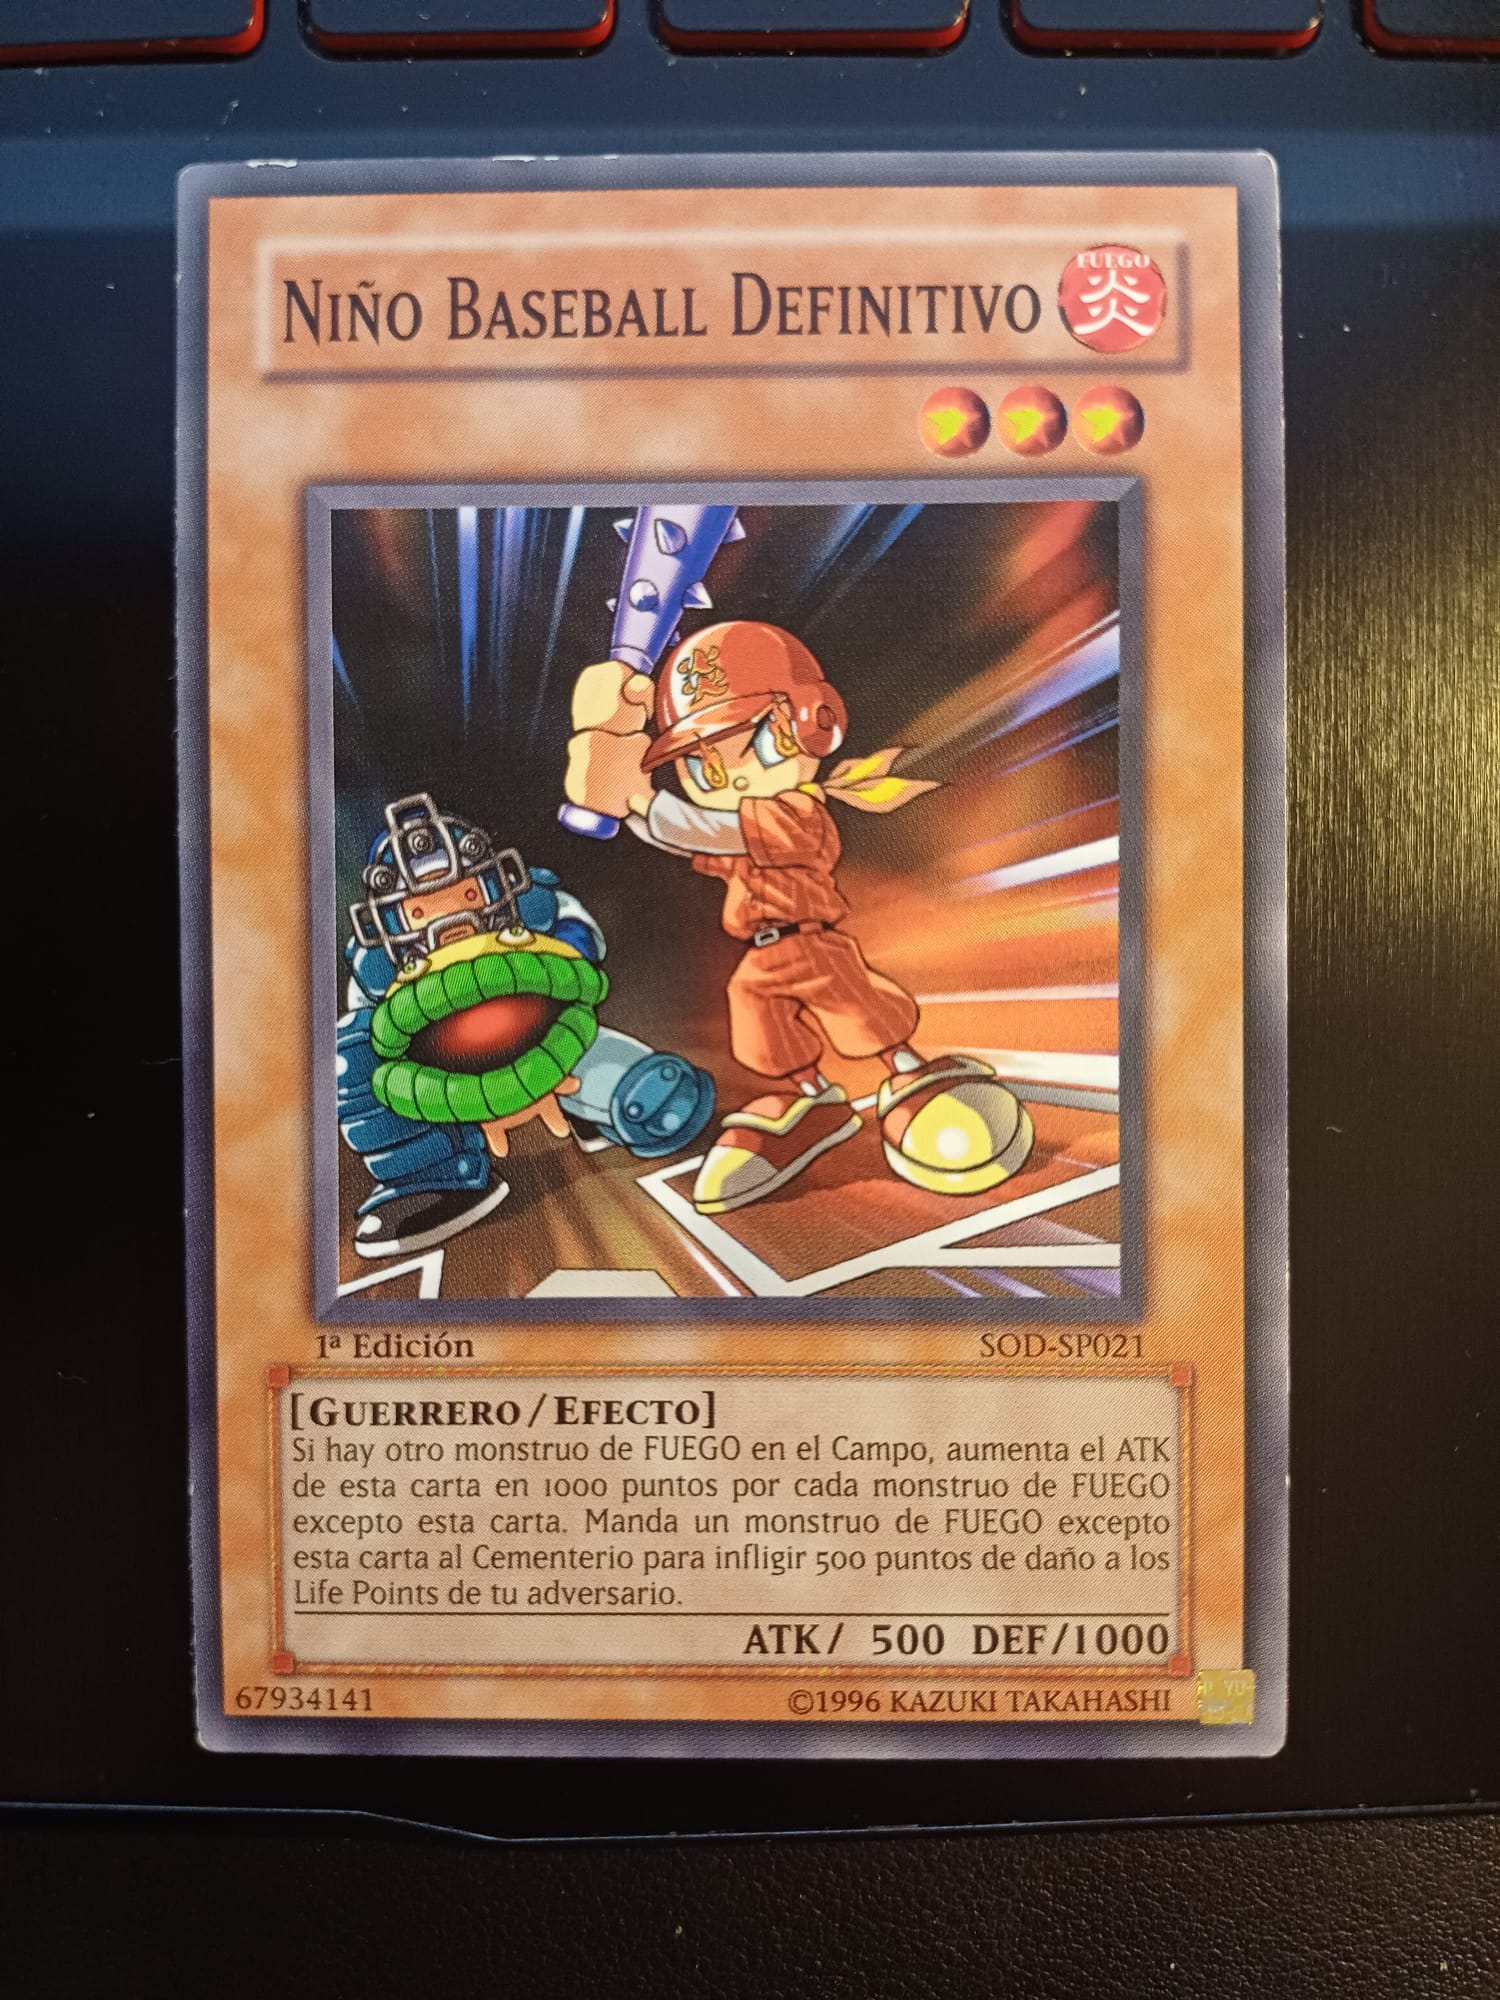 Niño Baseball Definitivo
FUEGO
炎
1ª Edición
SOD-SP021
[Guerrero/Efecto]
Si hay otro monstruo de FUEGO en el Campo, aumenta el ATK
de esta carta en 1000 puntos por cada monstruo de FUEGO
excepto esta carta. Manda un monstruo de FUEGO excepto
esta carta al Cementerio para infligir 500 puntos de daño a los
Life Points de tu adversario.
ATK/ 500 DEF/1000
67934141
©1996 KAZUKI TAKAHASHI